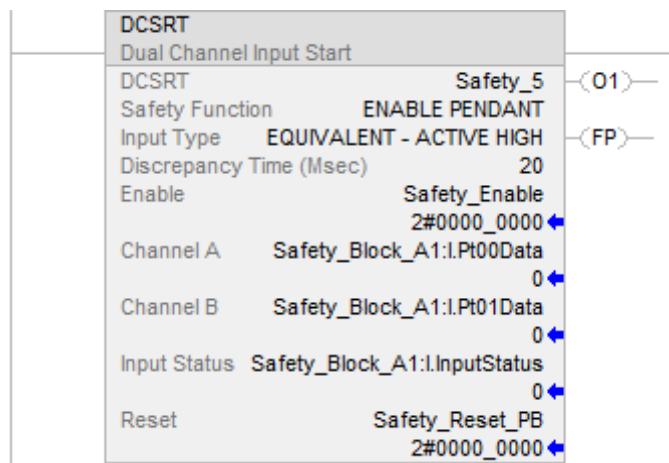 DCSRT
Dual Channel Input Start
DCSRT Safety_5 O1
Safety Function ENABLE PENDANT
Input Type EQUIVALENT - ACTIVE HIGH FP
Discrepancy Time (Msec) 20
Enable Safety_Enable
2#0000_0000
Channel A Safety_Block_A1:I.Pt00Data
0
Channel B Safety_Block_A1:I.Pt01Data
0
Input Status Safety_Block_A1:I.InputStatus
0
Reset Safety_Reset_PB
2#0000_0000